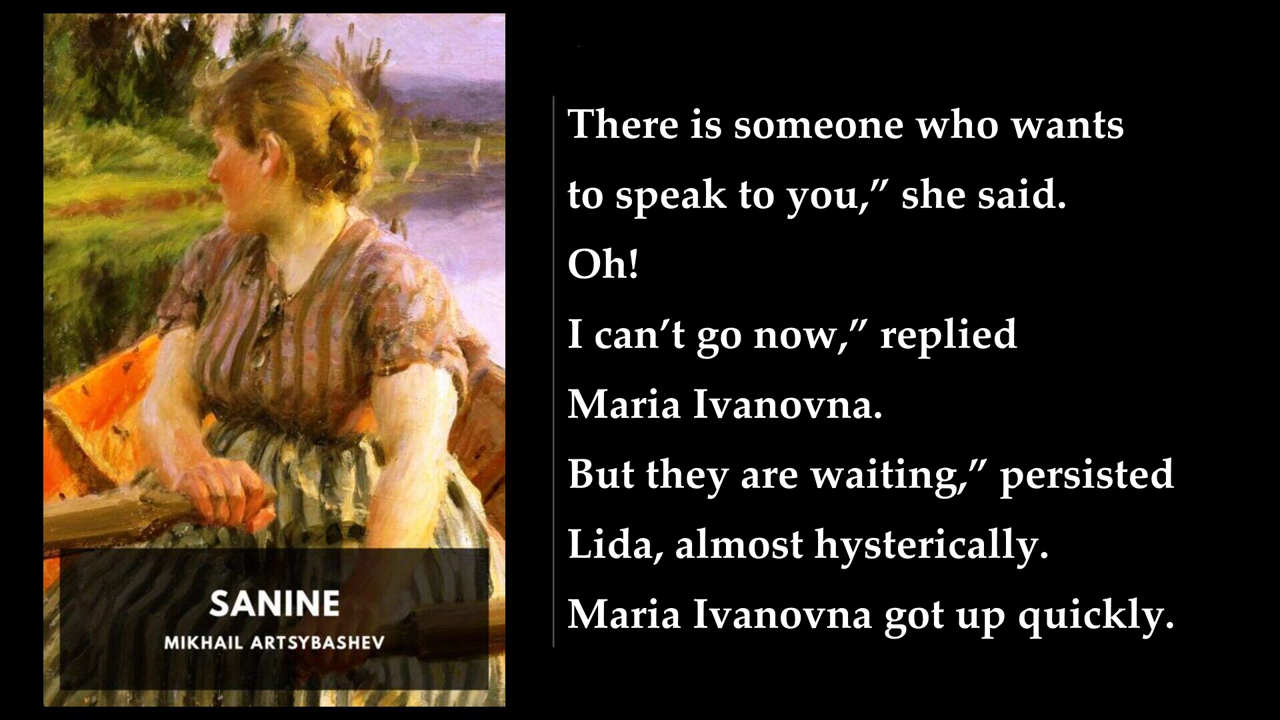 SANINE
MIKHAIL ARTSYBASHEV
There is someone who wants
to speak to you,” she said.
Oh!
I can’t go now,” replied
Maria Ivanovna.
But they are waiting,” persisted
Lida, almost hysterically.
Maria Ivanovna got up quickly.